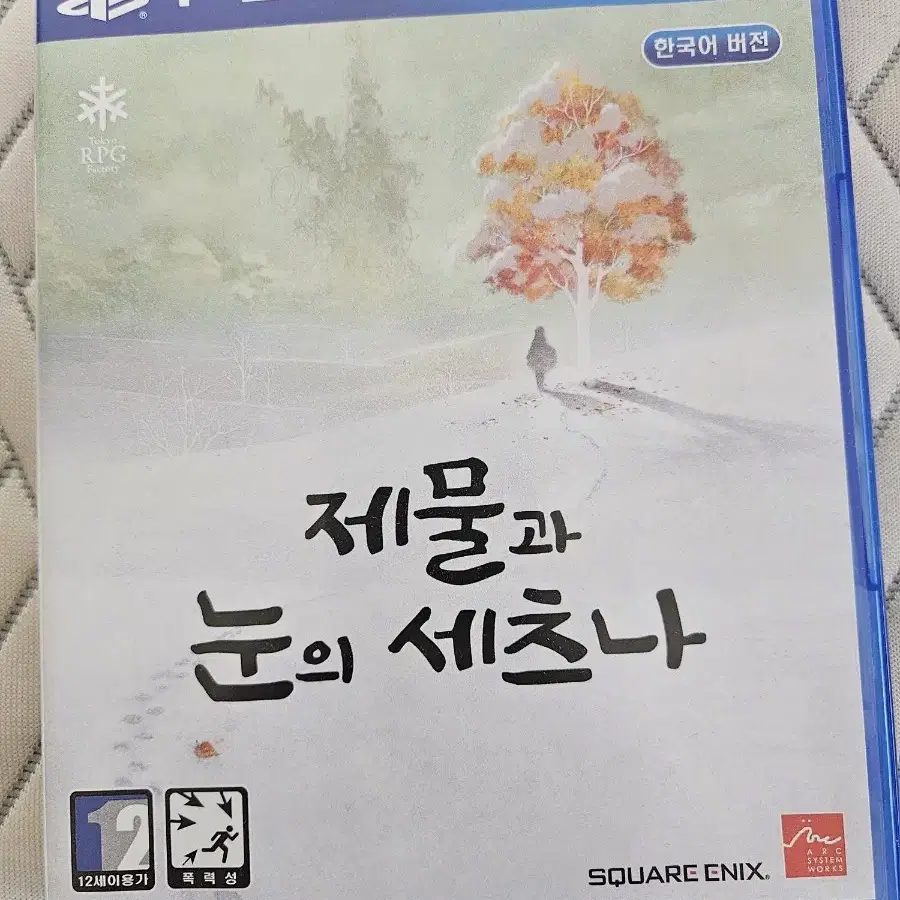 한국어 버전
Tokyo
RPG
Factory
제물과
눈의 세츠나
12
12세이용가
폭력성
SQUARE ENIX.
ARC
SYSTEM
WORKS